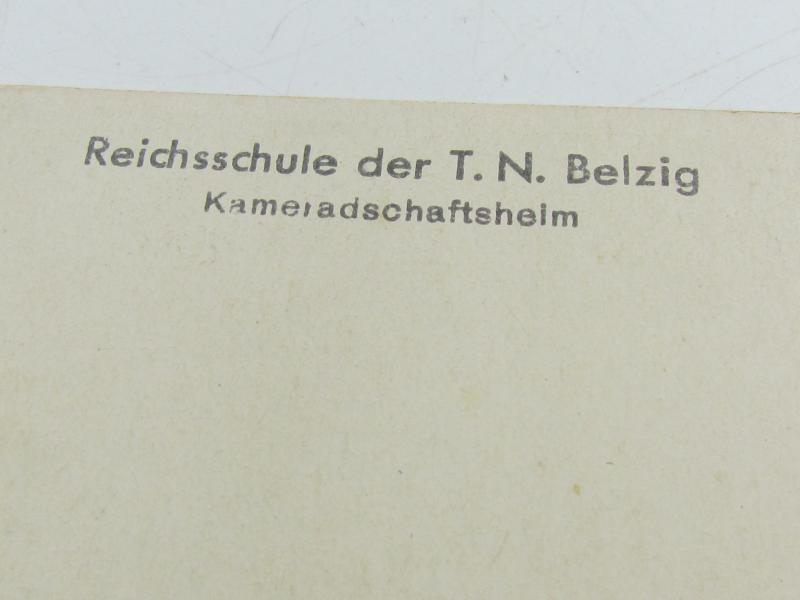 Reichsschule der T. N. Belzig
Kameradschaftsheim